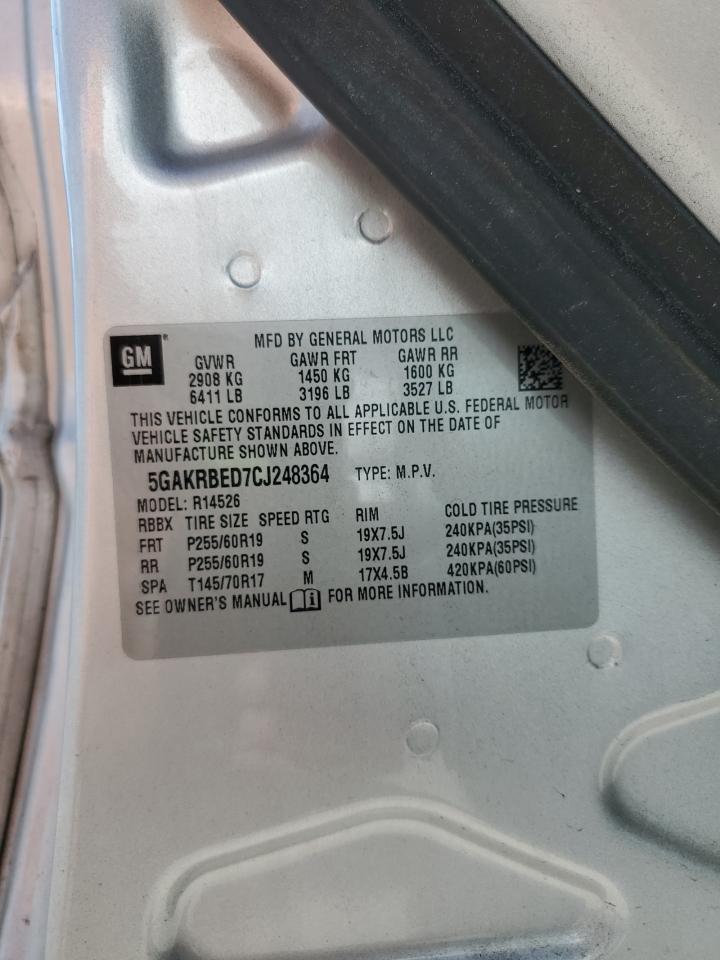 GM
MFD BY GENERAL MOTORS LLC
GVWR GAWR FRT GAWR RR
2908 KG 1450 KG 1600 KG
6411 LB 3196 LB 3527 LB
THIS VEHICLE CONFORMS TO ALL APPLICABLE U.S. FEDERAL MOTOR
VEHICLE SAFETY STANDARDS IN EFFECT ON THE DATE OF
MANUFACTURE SHOWN ABOVE.
5GAKRBED7CJ248364 TYPE: M.P.V.
MODEL: R14526
RBBX TIRE SIZE SPEED RTG RIM COLD TIRE PRESSURE
FRT P255/60R19 S 19X7.5J 240KPA(35PSI)
RR P255/60R19 S 19X7.5J 240KPA(35PSI)
SPA T145/70R17 M 17X4.5B 420KPA(60PSI)
SEE OWNER'S MANUAL FOR MORE INFORMATION.